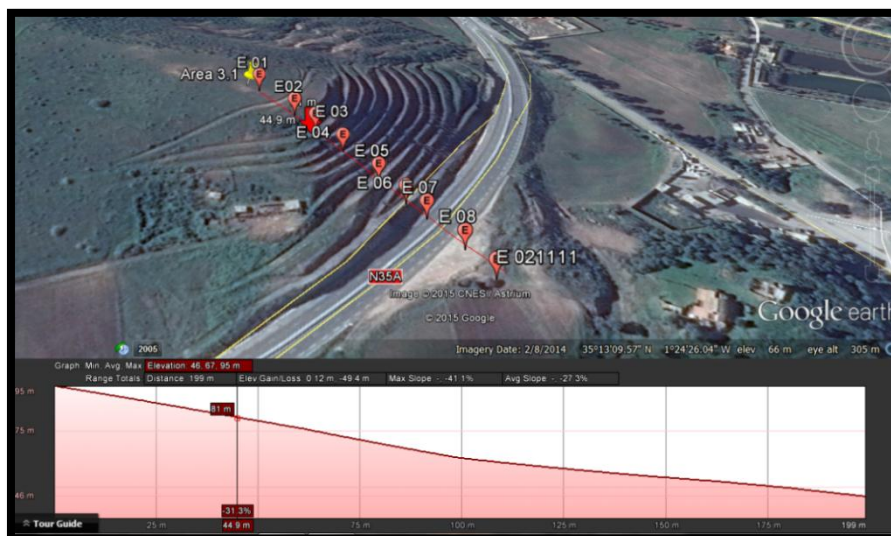 E 01
Area 3.1
E02
m
E 03
44.9 m
E 04
E 05
E 06
E 07
E 08
E 021111
N35A
Image © 2015 CNES / Astrium
© 2015 Google
Google earth
2005
Imagery Date: 2/8/2014 35°13'09.57" N 1°24'26.04" W elev 66 m eye alt 305 m
Graph: Min, Avg, Max Elevation: 46, 67, 95 m
Range Totals: Distance: 199 m Elev Gain/Loss: 0.12 m, -49.4 m Max Slope: -, -41.1% Avg Slope: -, -27.3%
95 m
81 m
75 m
46 m
-31.3%
Tour Guide
25 m
44.9 m
75 m
100 m
125 m
150 m
175 m
199 m